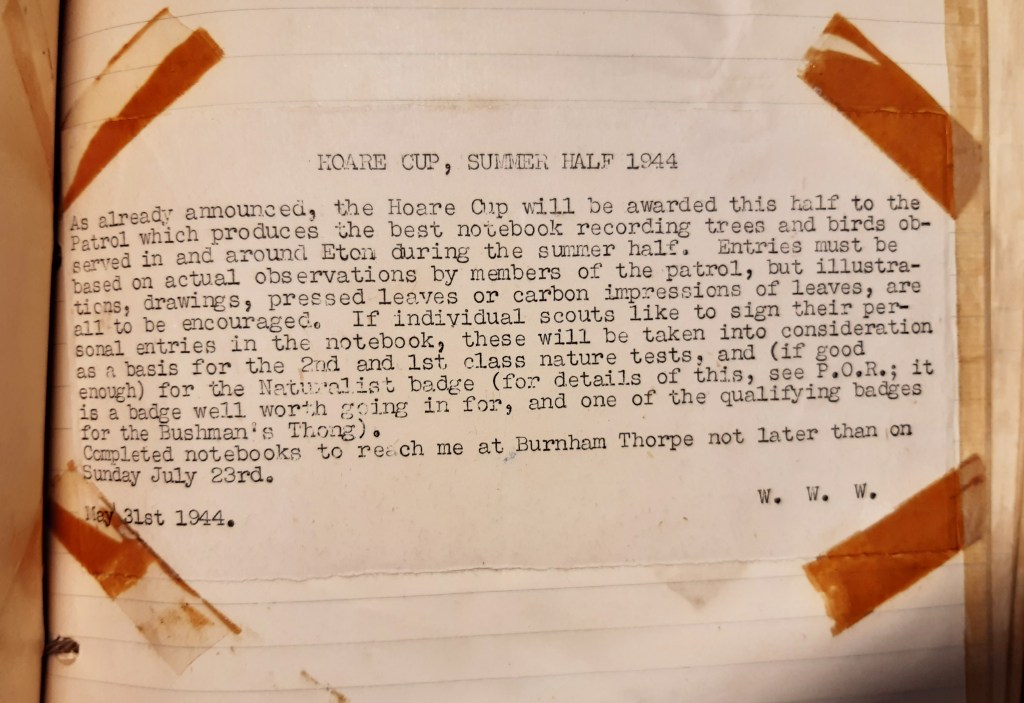 HOARE CUP, SUMMER HALF 1944
As already announced, the Hoare Cup will be awarded this half to the
Patrol which produces the best notebook recording trees and birds ob-
served in and around Eton during the summer half. Entries must be
based on actual observations by members of the patrol, but illustra-
tions, drawings, pressed leaves or carbon impressions of leaves, are
all to be encouraged. If individual scouts like to sign their per-
sonal entries in the notebook, these will be taken into consideration
as a basis for the 2nd and 1st class nature tests, and (if good
enough) for the Naturalist badge (for details of this, see P.O.R.; it
is a badge well worth going in for, and one of the qualifying badges
for the Bushman's Thong).
Completed notebooks to reach me at Burnham Thorpe not later than on
Sunday July 23rd.
W. W. W.
May 31st 1944.